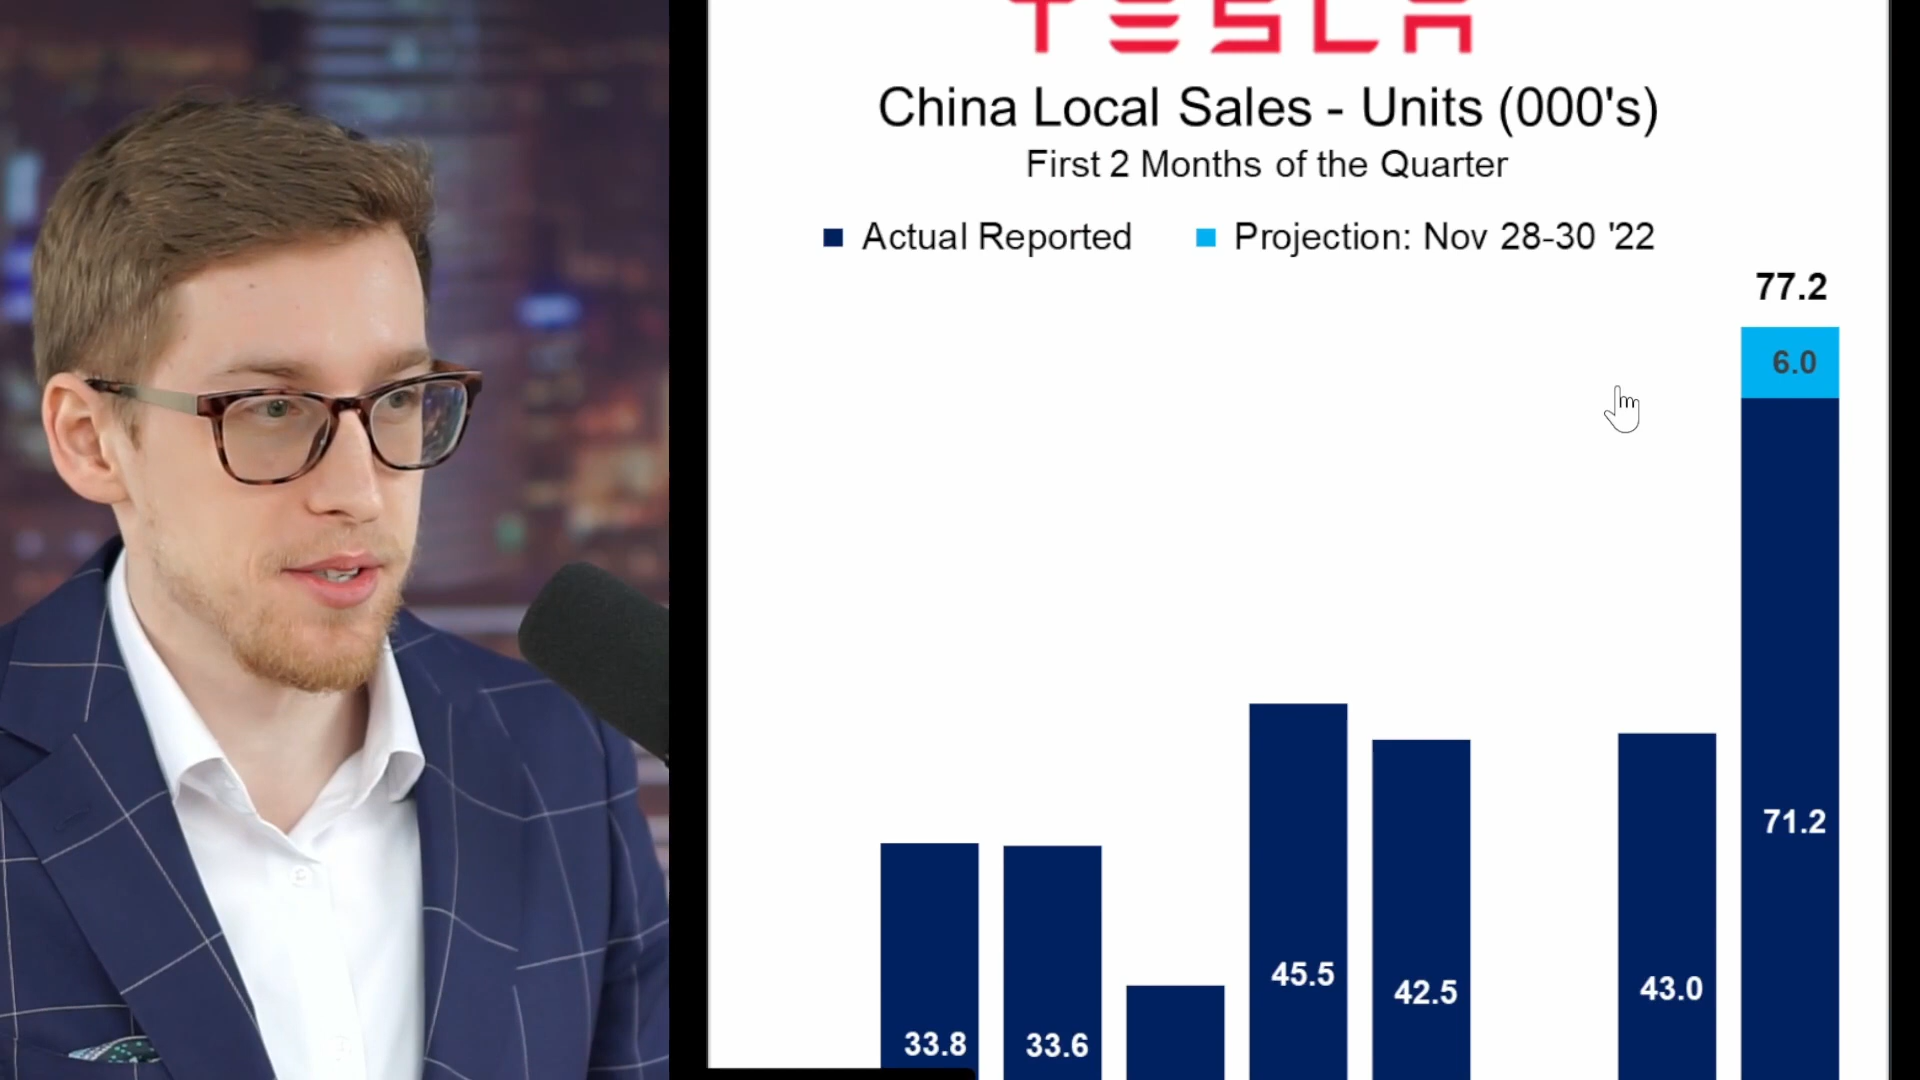 TESLA
China Local Sales - Units (000's)
First 2 Months of the Quarter
Actual Reported
Projection: Nov 28-30 '22
77.2
6.0
71.2
45.5
42.5
43.0
33.8
33.6